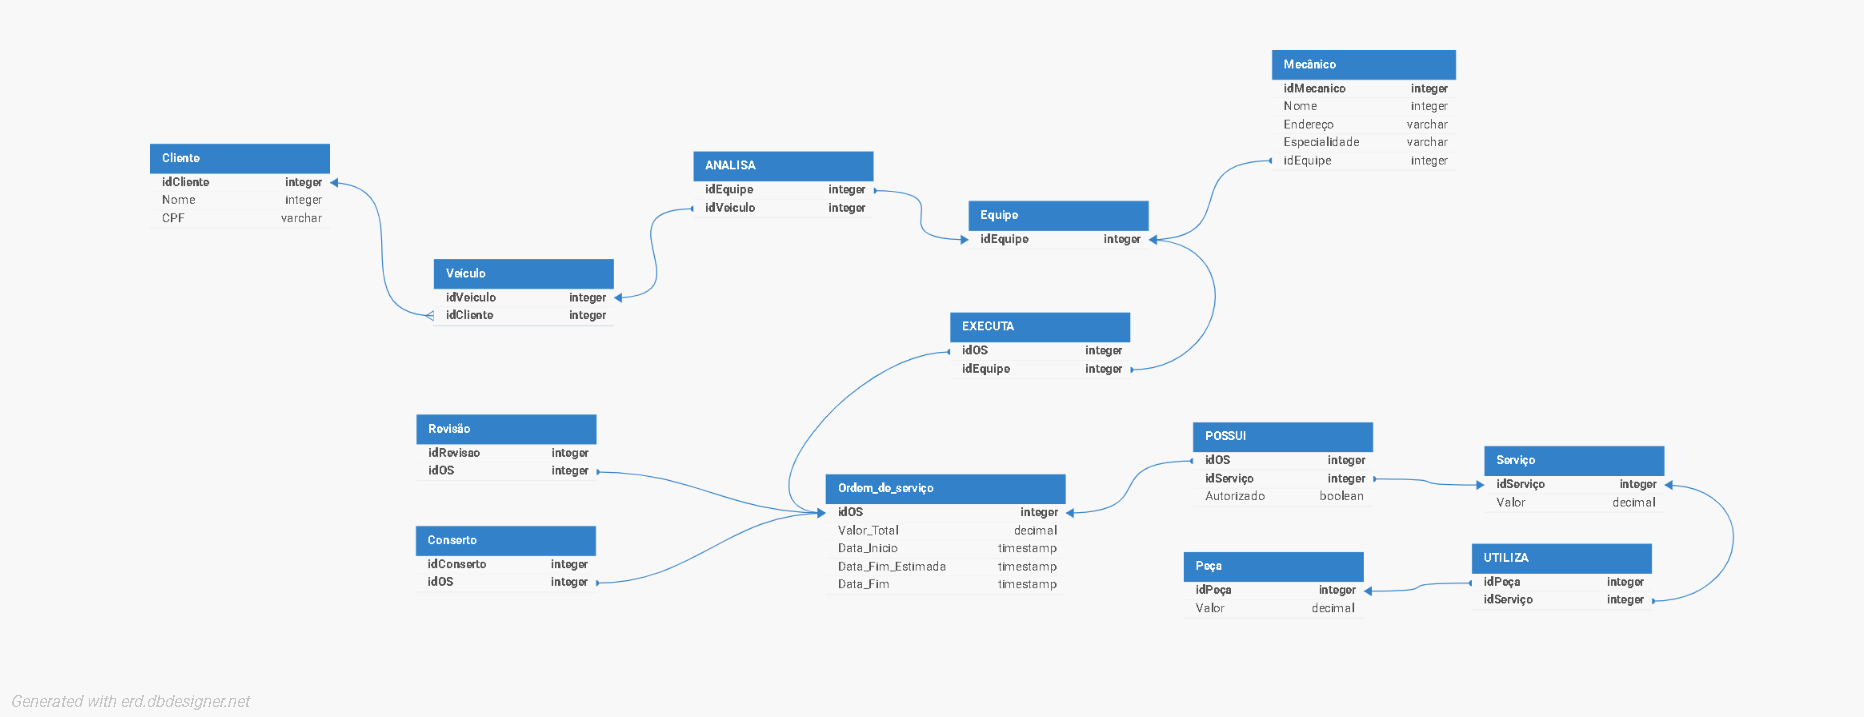 Mecânico
idMecanico integer
Nome integer
Endereço varchar
Especialidade varchar
idEquipe integer
Cliente
idCliente integer
Nome integer
CPF varchar
ANALISA
idEquipe integer
idVeiculo integer
Equipe
idEquipe integer
Veículo
idVeiculo integer
idCliente integer
EXECUTA
idOS integer
idEquipe integer
Revisão
idRevisao integer
idOS integer
POSSUI
idOS integer
idServiço integer
Autorizado boolean
Serviço
idServiço integer
Valor decimal
Ordem_de_serviço
idOS integer
Valor_Total decimal
Data_Inicio timestamp
Data_Fim_Estimada timestamp
Data_Fim timestamp
Conserto
idConserto integer
idOS integer
Peça
idPeça integer
Valor decimal
UTILIZA
idPeça integer
idServiço integer
Generated with erd.dbdesigner.net